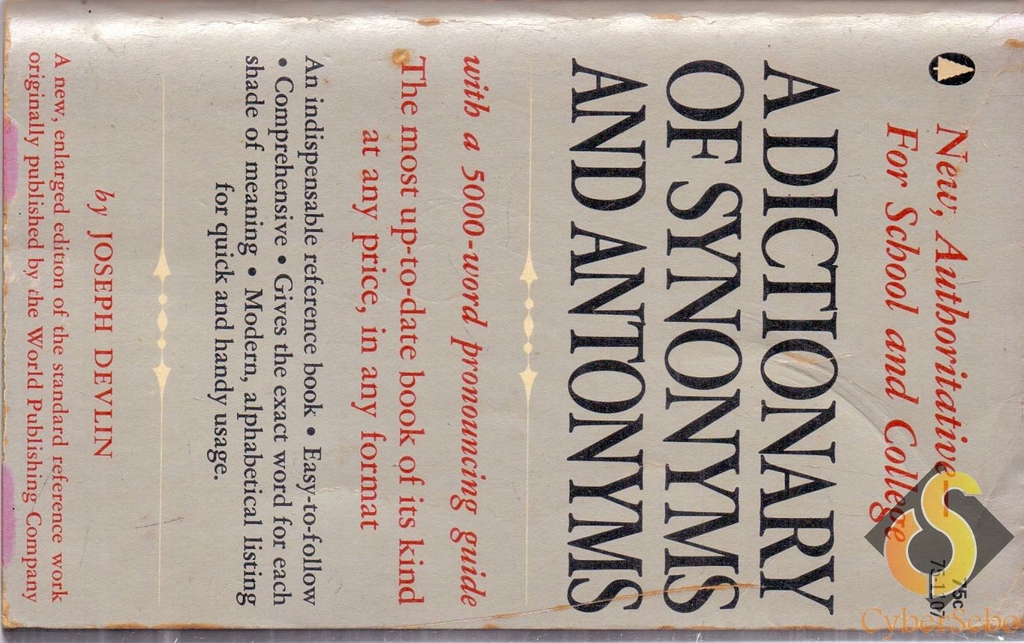 New, Authoritative—
For School and College
75c
A DICTIONARY
OF SYNONYMS
AND ANTONYMS
with a 5000-word pronouncing guide
The most up-to-date book of its kind
at any price, in any format
An indispensable reference book • Easy-to-follow
• Comprehensive • Gives the exact word for each
shade of meaning • Modern, alphabetical listing
for quick and handy usage.
by JOSEPH DEVLIN
A new, enlarged edition of the standard reference work
originally published by the World Publishing Company